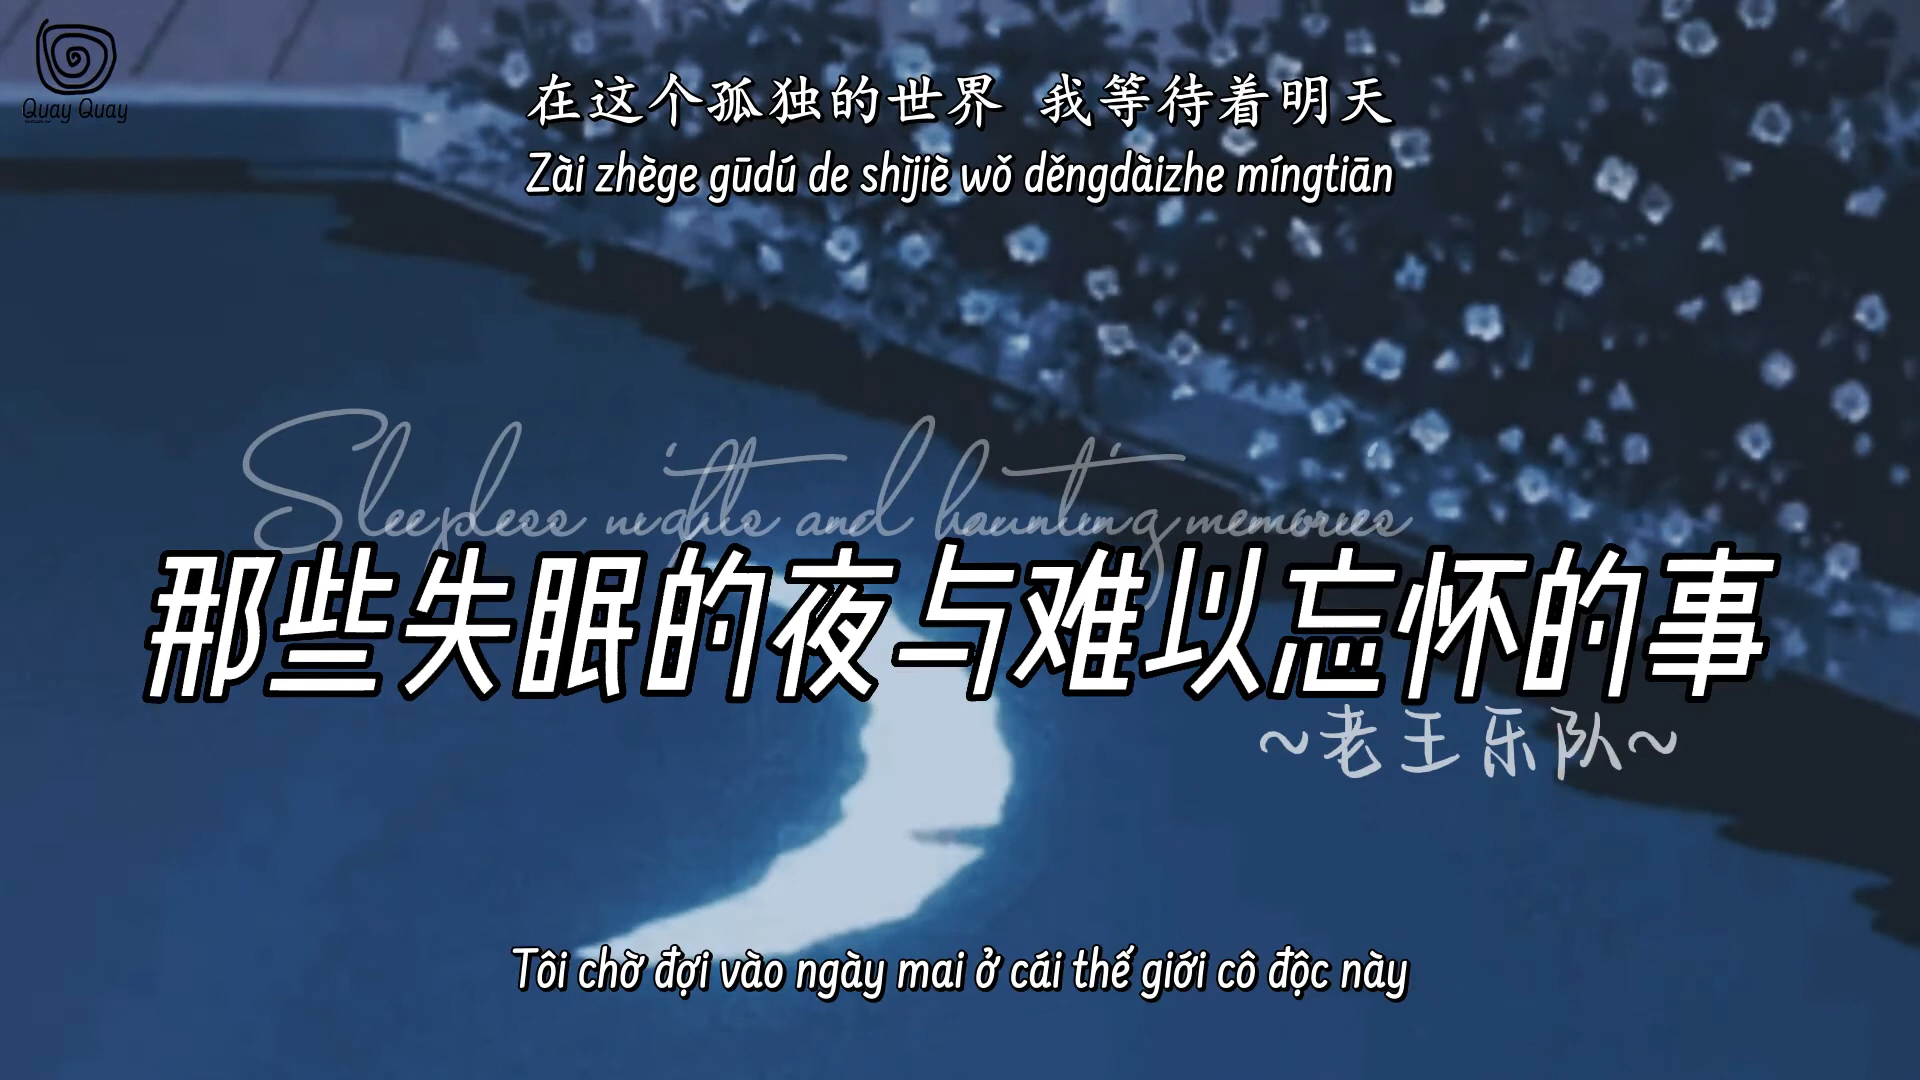 Quay Quay
在这个孤独的世界 我等待着明天
Zài zhège gūdú de shìjiè wǒ děngdàizhe míngtiān
Sleepless nights and haunting memories
那些失眠的夜与难以忘怀的事
~老王乐队~
Tôi chờ đợi vào ngày mai ở cái thế giới cô độc này